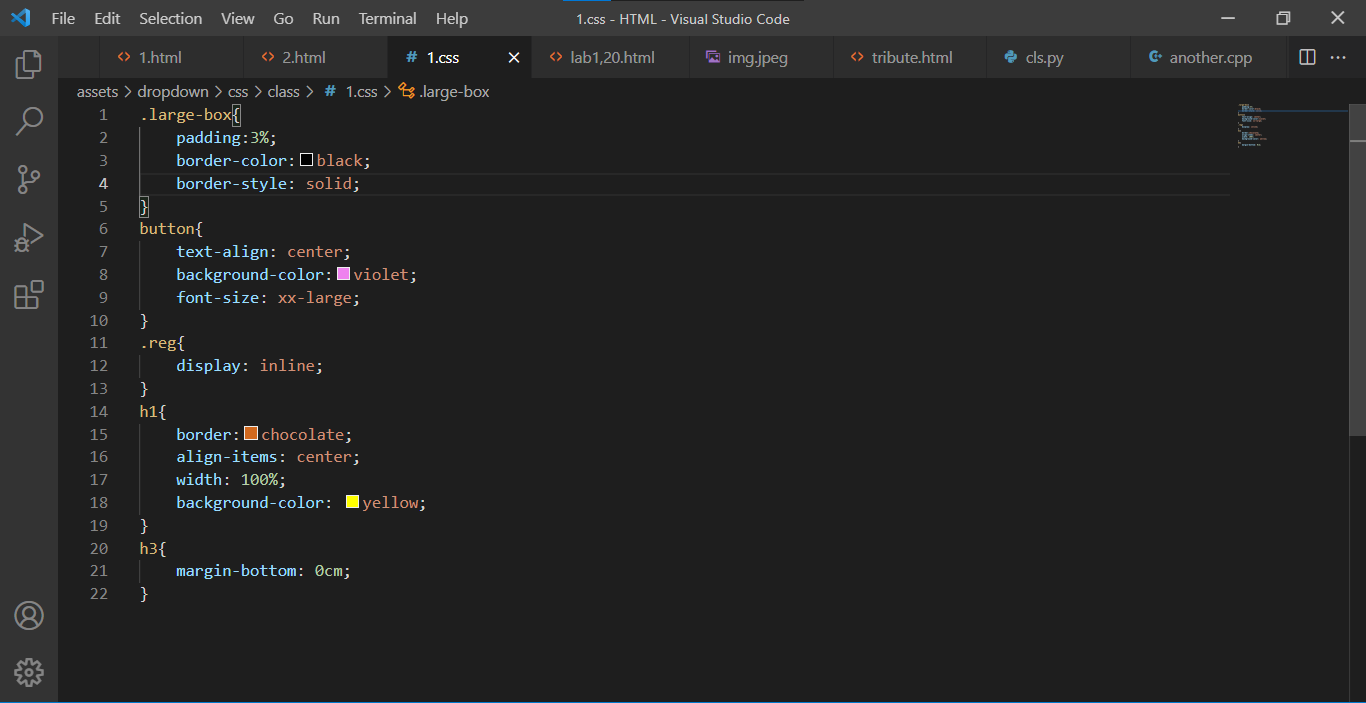 File Edit Selection View Go Run Terminal Help 1.css - HTML - Visual Studio Code
<> 1.html <> 2.html # 1.css <> lab1,20.html img.jpeg <> tribute.html cls.py another.cpp
assets > dropdown > css > class > # 1.css > .large-box
1 .large-box{
2 padding:3%;
3 border-color:black;
4 border-style: solid;
5 }
6 button{
7 text-align: center;
8 background-color:violet;
9 font-size: xx-large;
10 }
11 .reg{
12 display: inline;
13 }
14 h1{
15 border:chocolate;
16 align-items: center;
17 width: 100%;
18 background-color: yellow;
19 }
20 h3{
21 margin-bottom: 0cm;
22 }